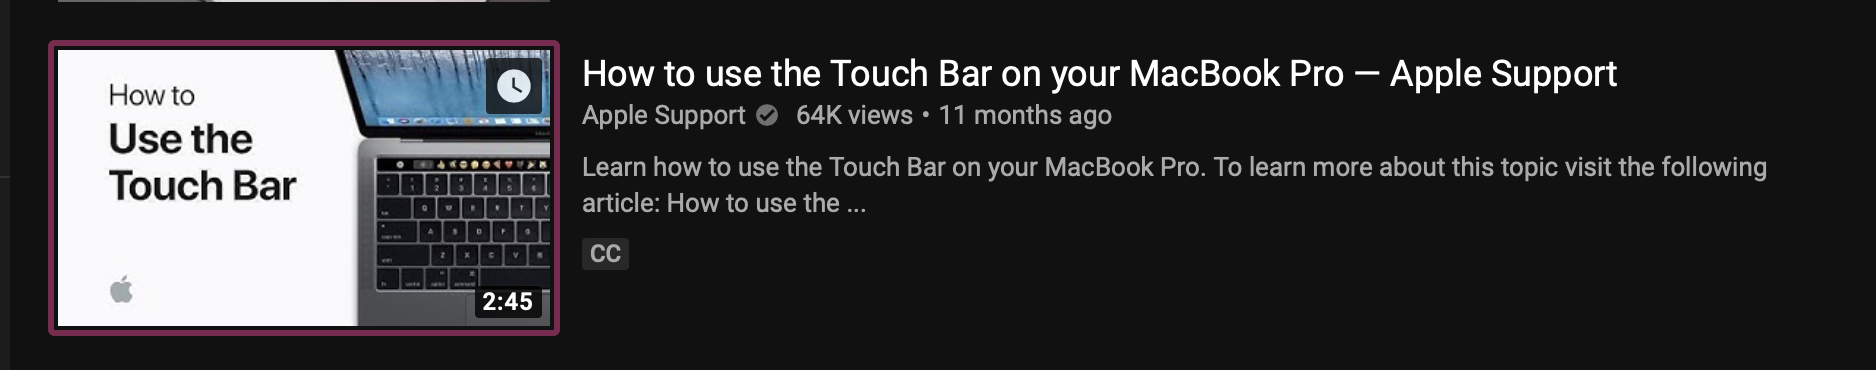 How to
Use the
Touch Bar
2:45
How to use the Touch Bar on your MacBook Pro — Apple Support
Apple Support 64K views • 11 months ago
Learn how to use the Touch Bar on your MacBook Pro. To learn more about this topic visit the following
article: How to use the ...
CC